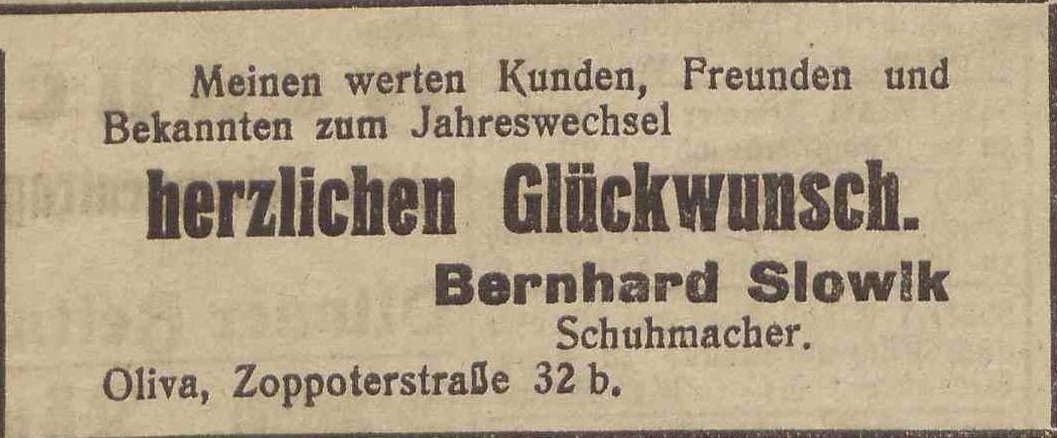 Meinen werten Kunden, Freunden und
Bekannten zum Jahreswechsel
herzlichen Glückwunsch.
Bernhard Slowik
Schuhmacher.
Oliva, Zoppoterstraße 32 b.